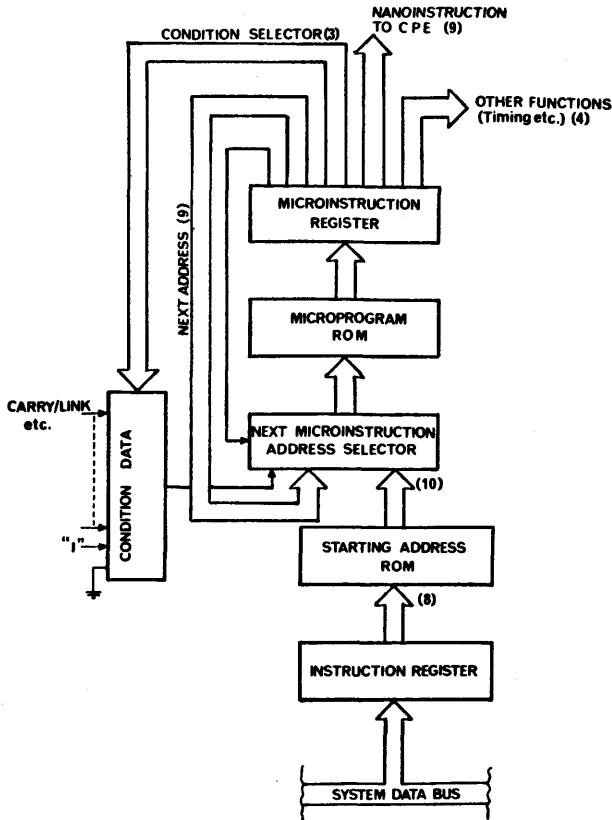 NANOINSTRUCTION
TO CPE (9)
CONDITION SELECTOR(3)
OTHER FUNCTIONS
(Timing etc.) (4)
MICROINSTRUCTION
REGISTER
NEXT ADDRESS (9)
MICROPROGRAM
ROM
CARRY/LINK
etc.
NEXT MICROINSTRUCTION
ADDRESS SELECTOR
CONDITION DATA
(10)
"1"
STARTING ADDRESS
ROM
(8)
INSTRUCTION REGISTER
SYSTEM DATA BUS